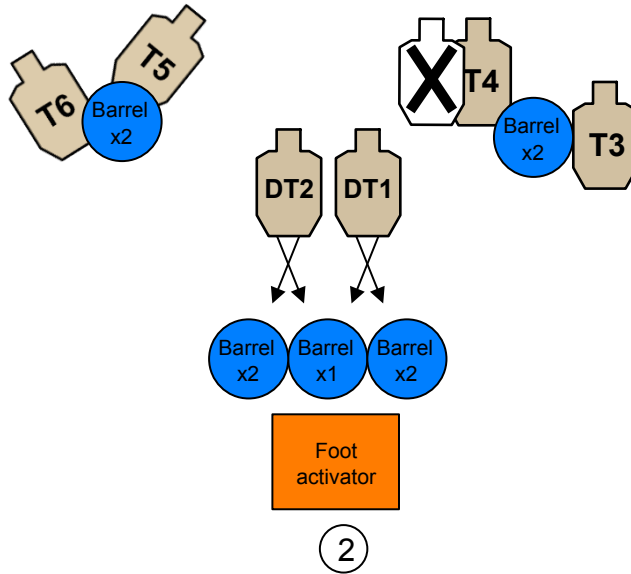 T5
T6
Barrel
x2
X
T4
Barrel
x2
T3
DT2
DT1
Barrel
x2
Barrel
x1
Barrel
x2
Foot
activator
2